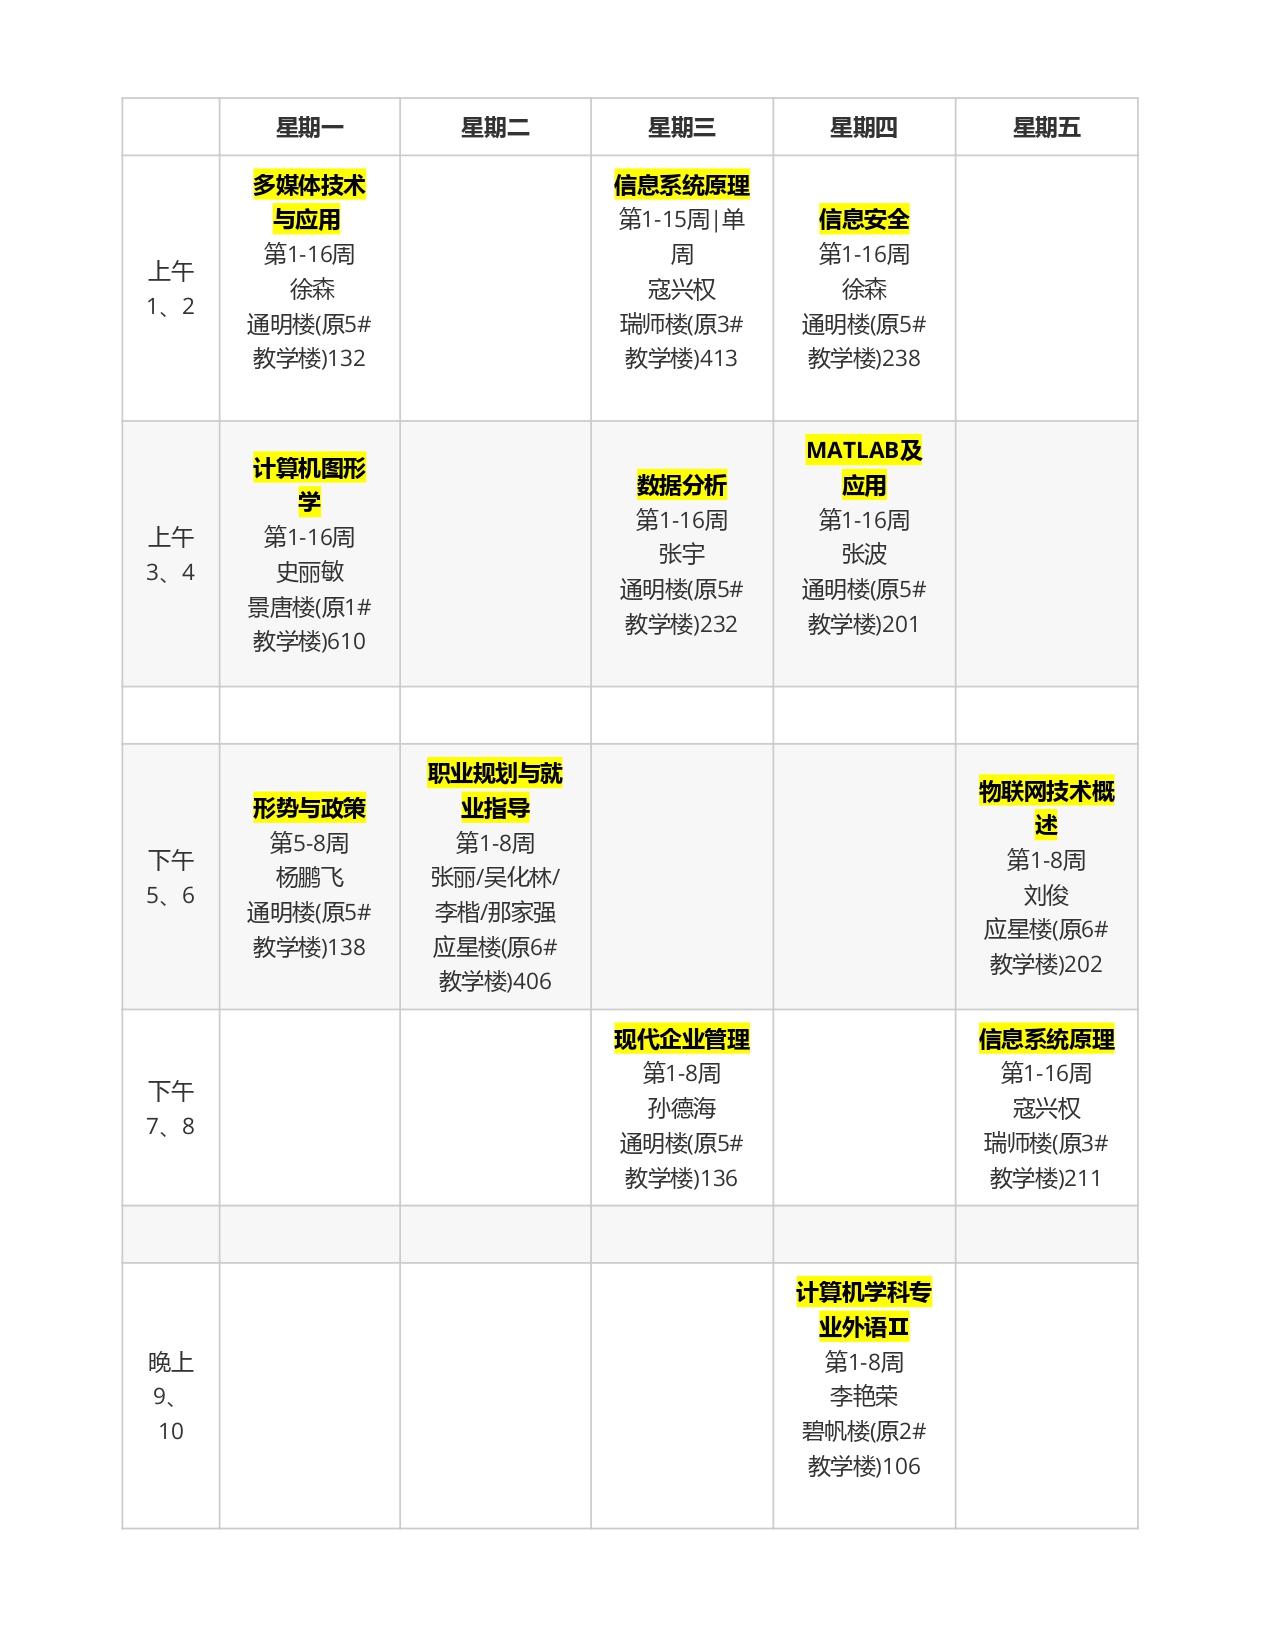 星期一 星期二 星期三 星期四 星期五
上午
1、2
多媒体技术
与应用
第1-16周
徐森
通明楼(原5#
教学楼)132
信息系统原理
第1-15周|单
周
寇兴权
瑞师楼(原3#
教学楼)413
信息安全
第1-16周
徐森
通明楼(原5#
教学楼)238
上午
3、4
计算机图形
学
第1-16周
史丽敏
景唐楼(原1#
教学楼)610
数据分析
第1-16周
张宇
通明楼(原5#
教学楼)232
MATLAB及
应用
第1-16周
张波
通明楼(原5#
教学楼)201
下午
5、6
形势与政策
第5-8周
杨鹏飞
通明楼(原5#
教学楼)138
职业规划与就
业指导
第1-8周
张丽/吴化林/
李楷/那家强
应星楼(原6#
教学楼)406
物联网技术概
述
第1-8周
刘俊
应星楼(原6#
教学楼)202
下午
7、8
现代企业管理
第1-8周
孙德海
通明楼(原5#
教学楼)136
信息系统原理
第1-16周
寇兴权
瑞师楼(原3#
教学楼)211
晚上
9、
10
计算机学科专
业外语Ⅱ
第1-8周
李艳荣
碧帆楼(原2#
教学楼)106